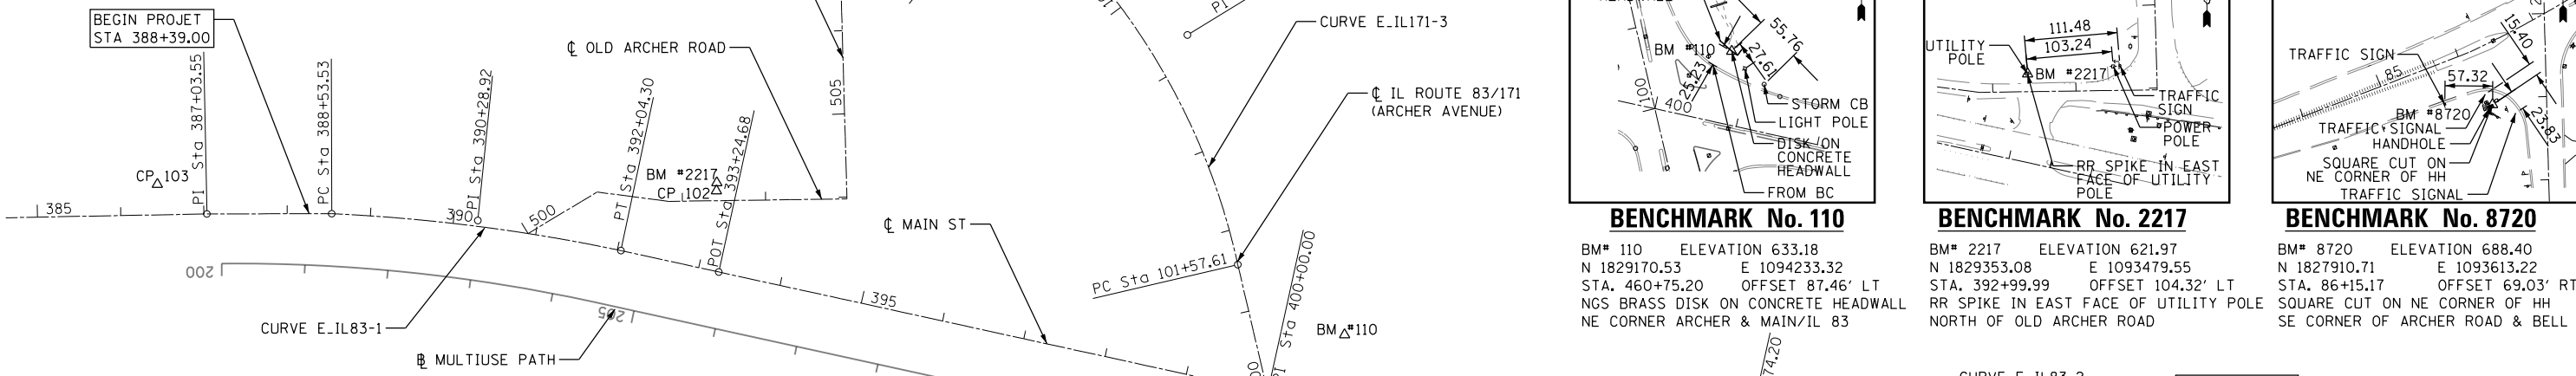 BEGIN PROJET
STA 388+39.00
℄ OLD ARCHER ROAD
CURVE E_IL171-3
℄ IL ROUTE 83/171
(ARCHER AVENUE)
PI Sta 387+03.55
PC Sta 388+53.53
PI Sta 390+28.92
PT Sta 392+04.30
POT Sta 393+24.68
505
CP 103
BM #2217
CP 102
385
390
500
℄ MAIN ST
PC Sta 101+57.61
Sta 400+00.00
395
200
205
CURVE E_IL83-1
MULTIUSE PATH
BM #110
BM #110
55.76
27.61
25.23
100
400
STORM CB
LIGHT POLE
DISK ON
CONCRETE
HEADWALL
FROM BC
BENCHMARK No. 110
BM# 110 ELEVATION 633.18
N 1829170.53 E 1094233.32
STA. 460+75.20 OFFSET 87.46' LT
NGS BRASS DISK ON CONCRETE HEADWALL
NE CORNER ARCHER & MAIN/IL 83
74.20
111.48
103.24
UTILITY
POLE
BM #2217
TRAFFIC
SIGN
POWER
POLE
RR SPIKE IN EAST
FACE OF UTILITY
POLE
BENCHMARK No. 2217
BM# 2217 ELEVATION 621.97
N 1829353.08 E 1093479.55
STA. 392+99.99 OFFSET 104.32' LT
RR SPIKE IN EAST FACE OF UTILITY POLE
NORTH OF OLD ARCHER ROAD
15.40
TRAFFIC SIGN
85
57.32
BM #8720
23.83
TRAFFIC SIGNAL
HANDHOLE
SQUARE CUT ON
NE CORNER OF HH
TRAFFIC SIGNAL
BENCHMARK No. 8720
BM# 8720 ELEVATION 688.40
N 1827910.71 E 1093613.22
STA. 86+15.17 OFFSET 69.03' RT
SQUARE CUT ON NE CORNER OF HH
SE CORNER OF ARCHER ROAD & BELL